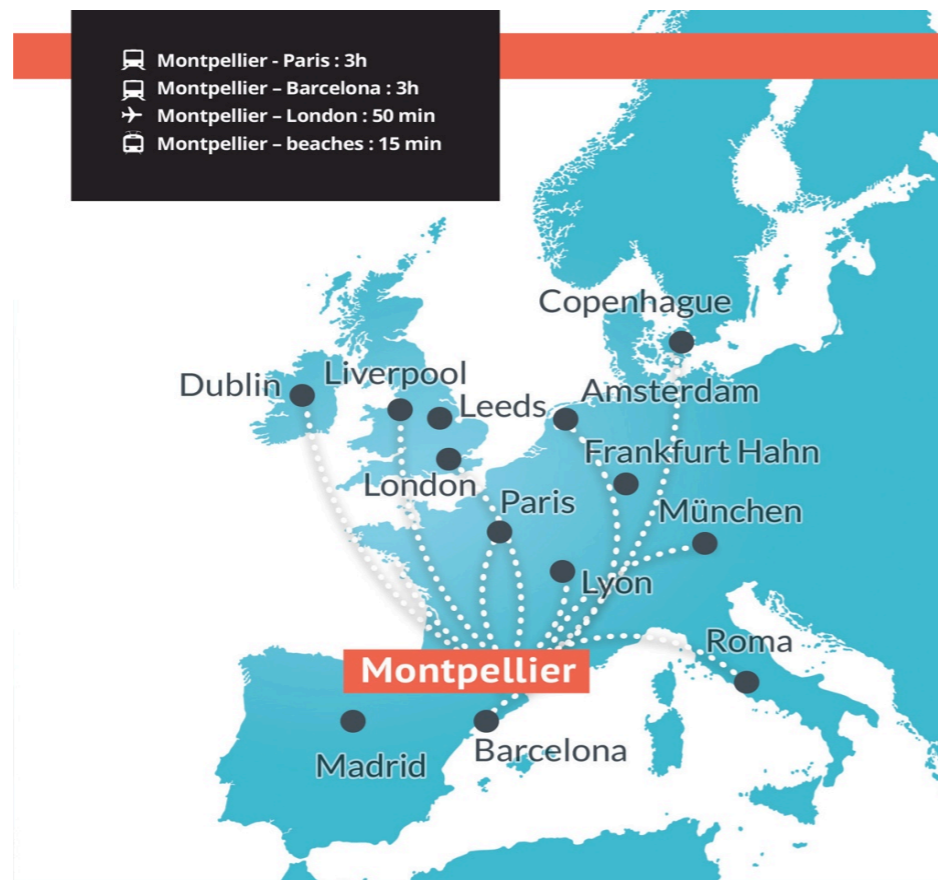 Montpellier - Paris : 3h
Montpellier – Barcelona : 3h
Montpellier – London : 50 min
Montpellier – beaches : 15 min
Copenhague
Dublin
Liverpool
Leeds
Amsterdam
London
Frankfurt Hahn
Paris
München
Lyon
Roma
Montpellier
Madrid
Barcelona